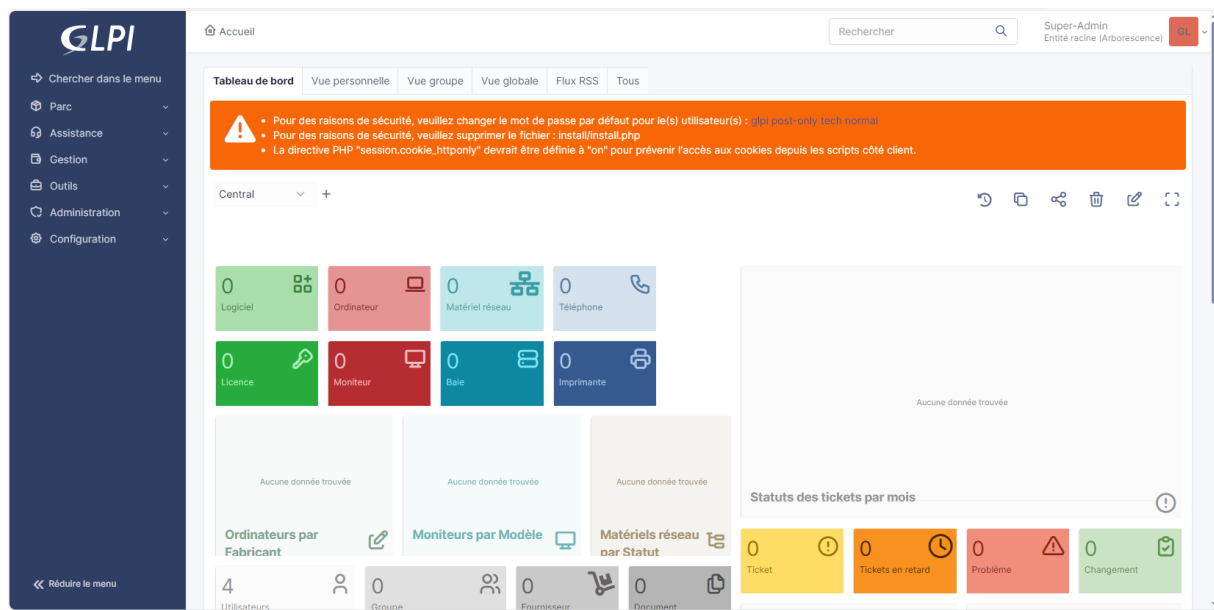 GLPI
Accueil
Rechercher
Super-Admin
Entité racine (Arborescence)
GL
Chercher dans le menu
Parc
Assistance
Gestion
Outils
Administration
Configuration
Réduire le menu
Tableau de bord
Vue personnelle
Vue groupe
Vue globale
Flux RSS
Tous
Pour des raisons de sécurité, veuillez changer le mot de passe par défaut pour le(s) utilisateur(s) : glpi post-only tech normal
Pour des raisons de sécurité, veuillez supprimer le fichier : install/install.php
La directive PHP "session.cookie_httponly" devrait être définie à "on" pour prévenir l'accès aux cookies depuis les scripts côté client.
Central
0
Logiciel
0
Ordinateur
0
Matériel réseau
0
Téléphone
0
Licence
0
Moniteur
0
Baie
0
Imprimante
Aucune donnée trouvée
Ordinateurs par
Fabricant
Aucune donnée trouvée
Moniteurs par Modèle
Aucune donnée trouvée
Matériels réseau
par Statut
Aucune donnée trouvée
Statuts des tickets par mois
4
Utilisateurs
0
Groupe
0
Fournisseur
0
Document
0
Ticket
0
Tickets en retard
0
Problème
0
Changement